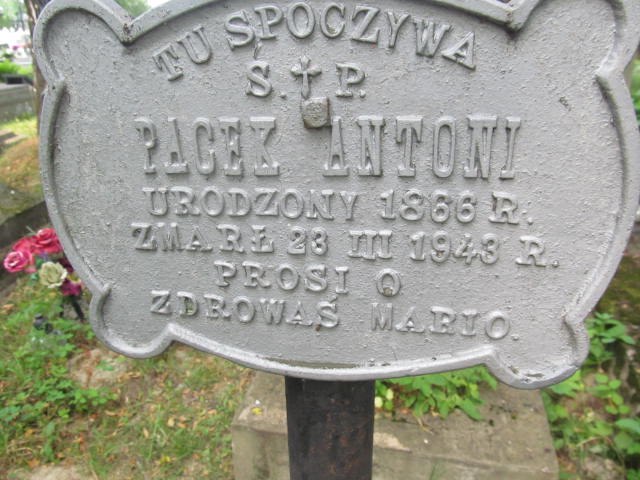 TU SPOCZYWA
Ś. P.
PACEK ANTONI
URODZONY 1866 R.
ZMARŁ 23 III 1943 R.
PROSI O
ZDROWAŚ MARIO.